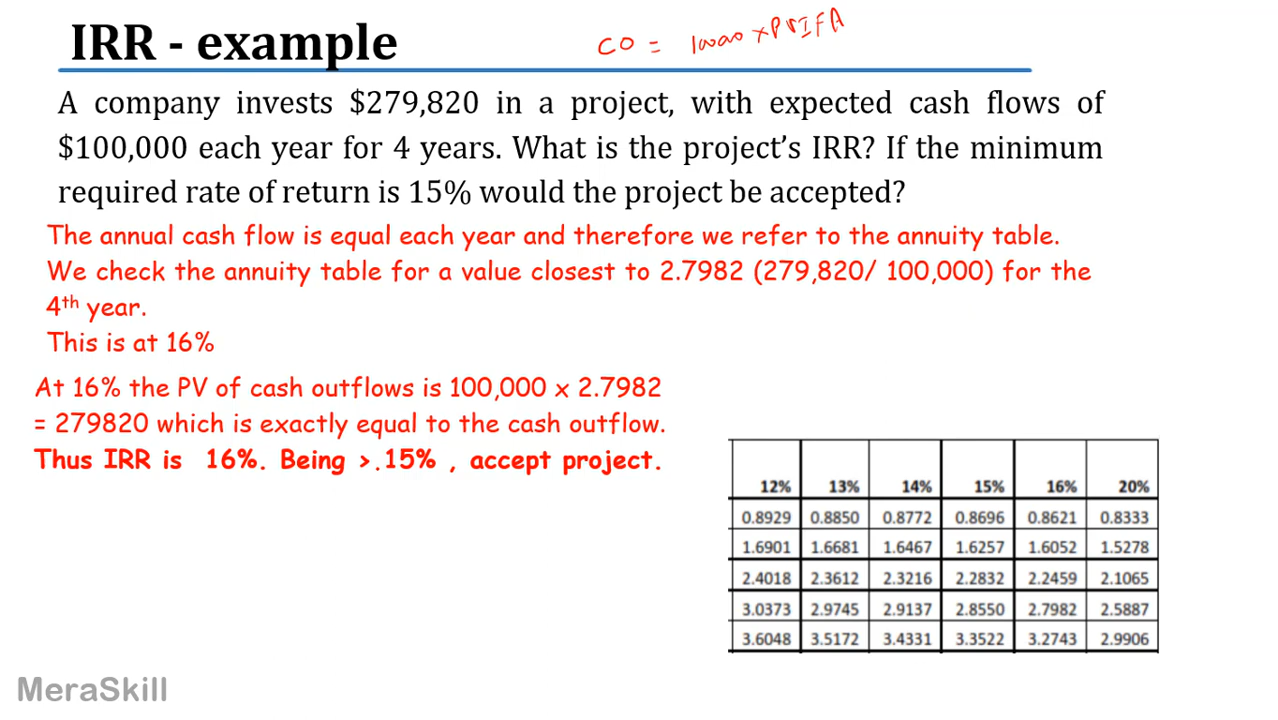 IRR - example
CO = 10000 x PVIFA
A company invests $279,820 in a project, with expected cash flows of
$100,000 each year for 4 years. What is the project's IRR? If the minimum
required rate of return is 15% would the project be accepted?
The annual cash flow is equal each year and therefore we refer to the annuity table.
We check the annuity table for a value closest to 2.7982 (279,820/ 100,000) for the
4th year.
This is at 16%
At 16% the PV of cash outflows is 100,000 x 2.7982
= 279820 which is exactly equal to the cash outflow.
Thus IRR is 16%. Being >.15% , accept project.
12% 13% 14% 15% 16% 20%
0.8929 0.8850 0.8772 0.8696 0.8621 0.8333
1.6901 1.6681 1.6467 1.6257 1.6052 1.5278
2.4018 2.3612 2.3216 2.2832 2.2459 2.1065
3.0373 2.9745 2.9137 2.8550 2.7982 2.5887
3.6048 3.5172 3.4331 3.3522 3.2743 2.9906
MeraSkill